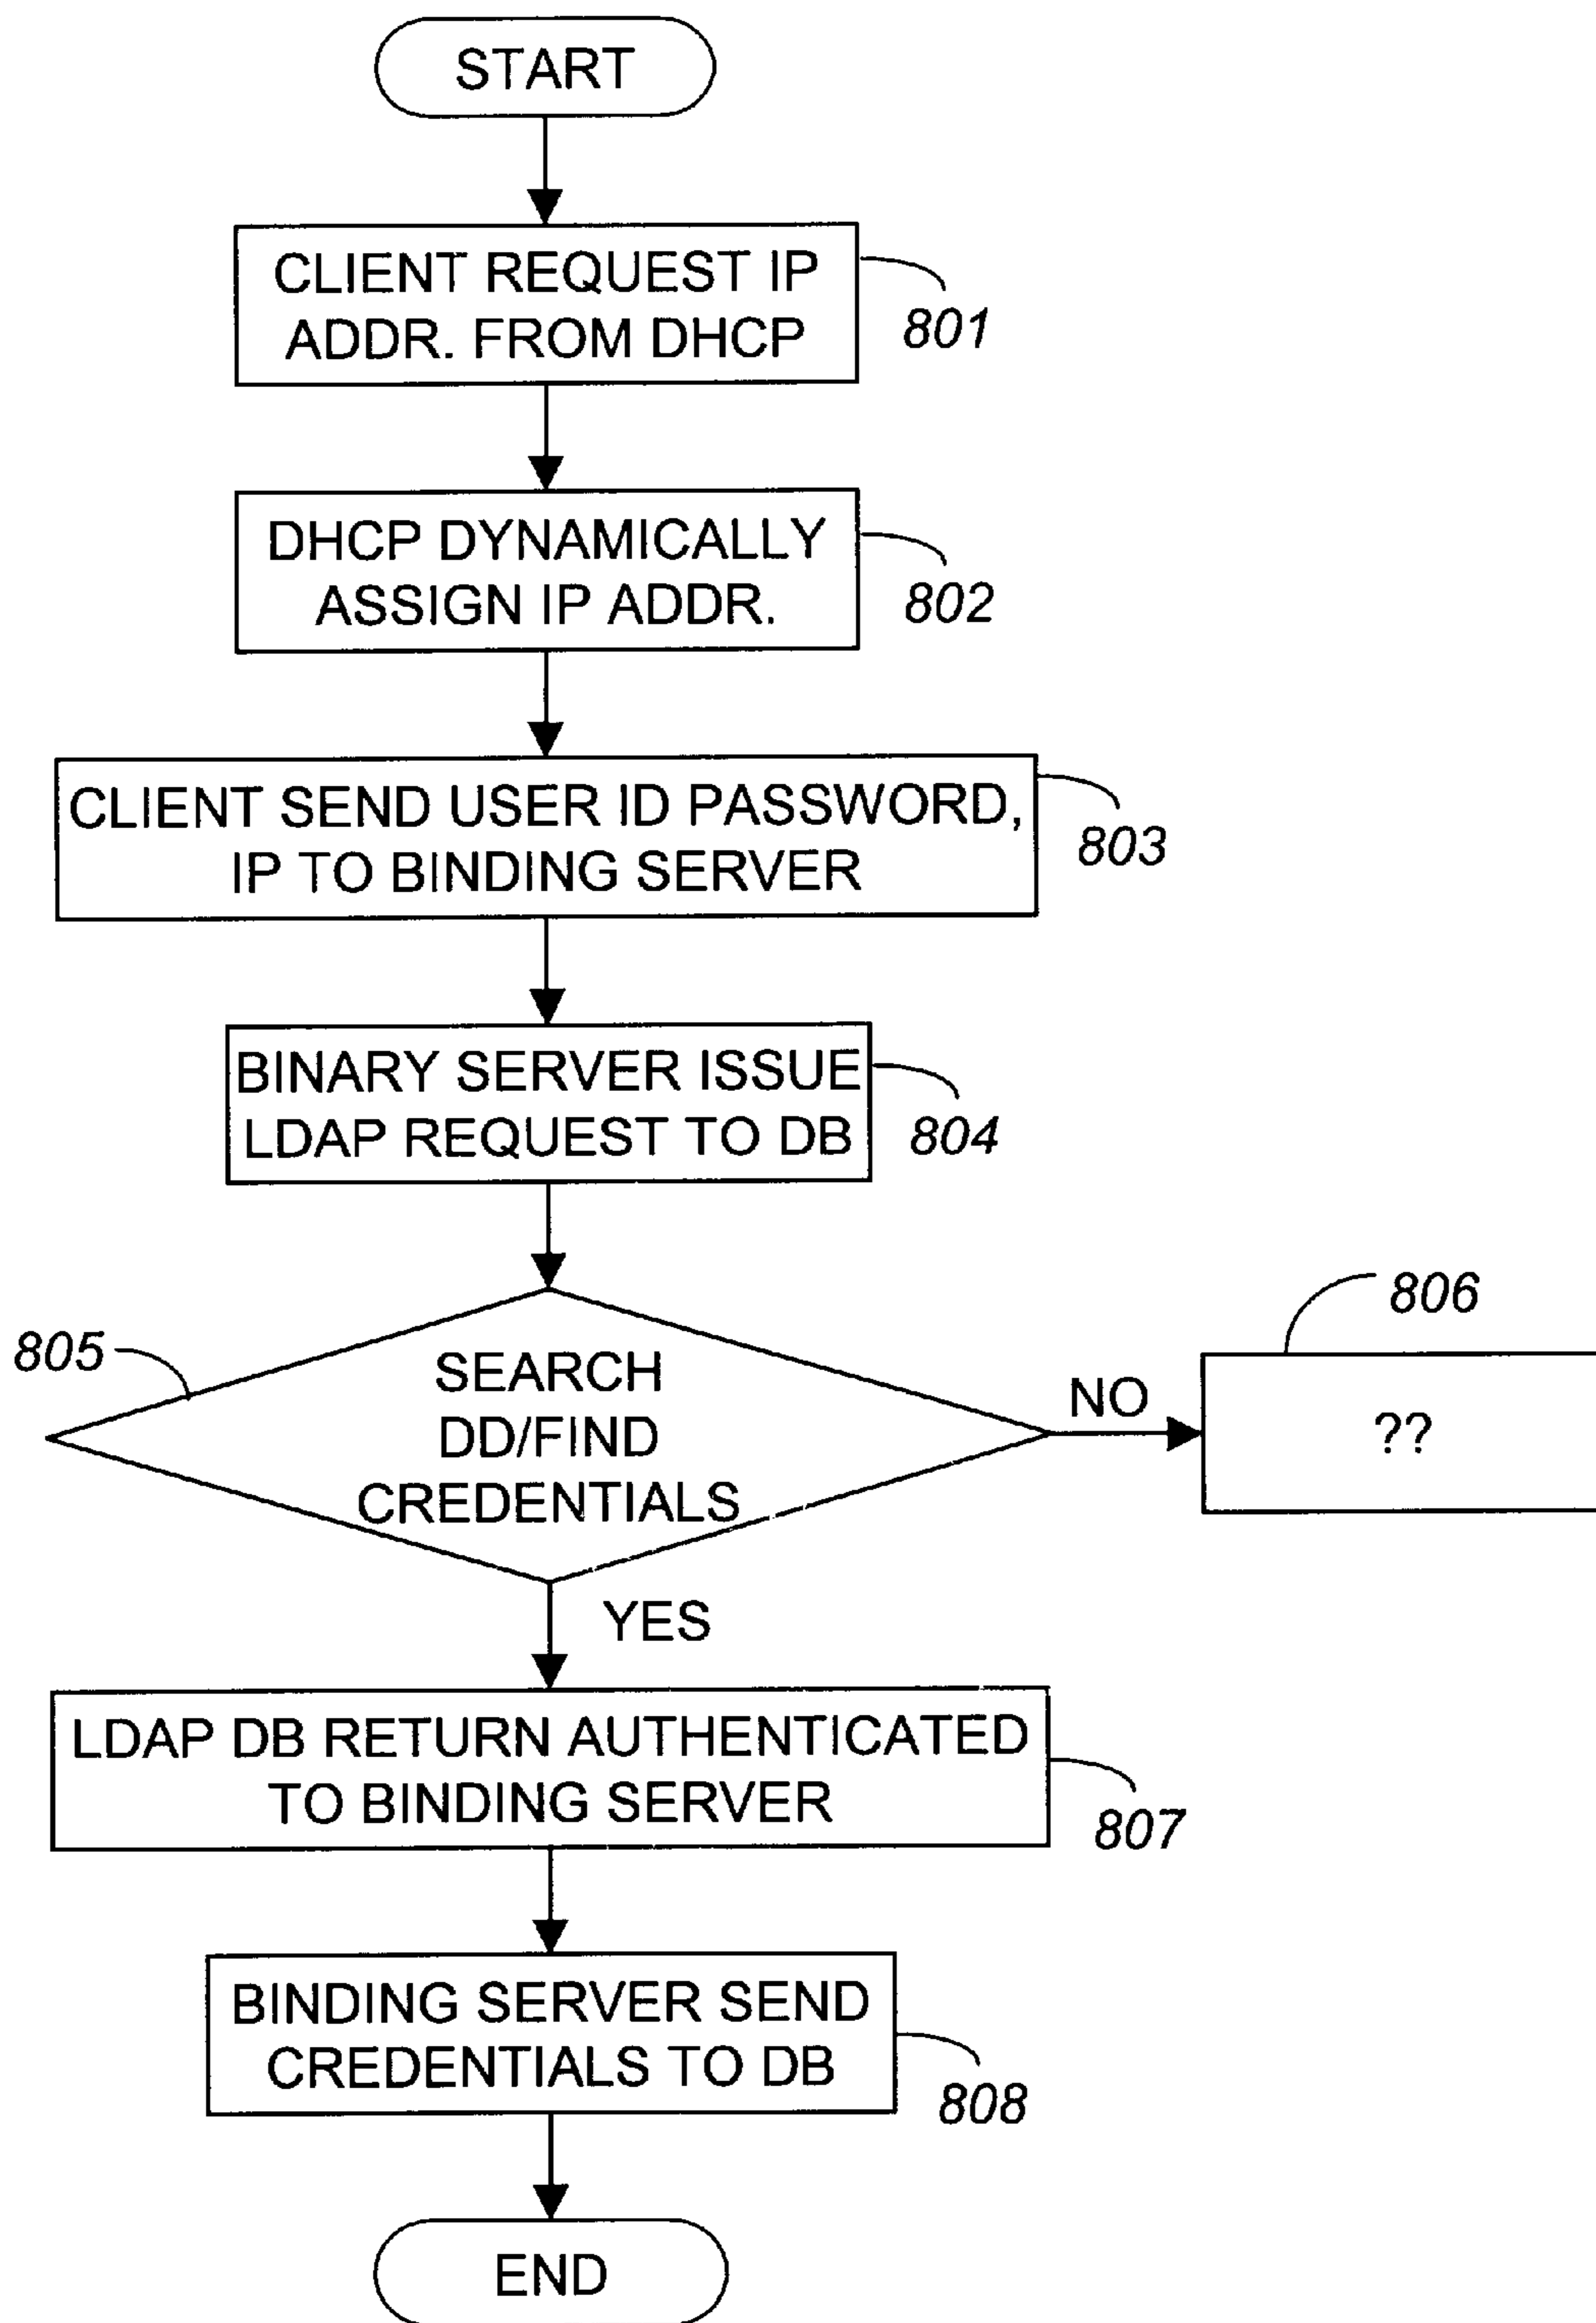 START
CLIENT REQUEST IP
ADDR. FROM DHCP
801
DHCP DYNAMICALLY
ASSIGN IP ADDR.
802
CLIENT SEND USER ID PASSWORD,
IP TO BINDING SERVER
803
BINARY SERVER ISSUE
LDAP REQUEST TO DB
804
805
SEARCH
DD/FIND
CREDENTIALS
NO
806
??
YES
LDAP DB RETURN AUTHENTICATED
TO BINDING SERVER
807
BINDING SERVER SEND
CREDENTIALS TO DB
808
END